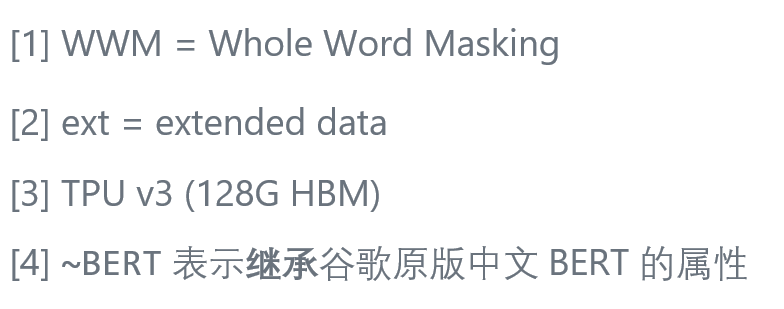 [1] WWM = Whole Word Masking
[2] ext = extended data
[3] TPU v3 (128G HBM)
[4] ~BERT 表示继承谷歌原版中文 BERT 的属性